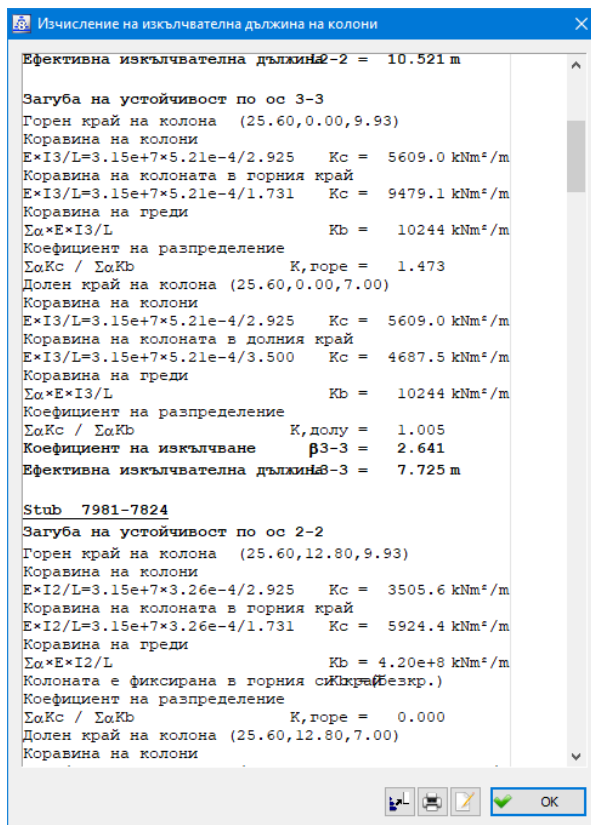 Изчисление на изкълчвателна дължина на колони
Ефективна изкълчвателна дължина 2-2 = 10.521 m
Загуба на устойчивост по ос 3-3
Горен край на колона (25.60,0.00,9.93)
Коравина на колони
E×I3/L=3.15e+7×5.21e-4/2.925 Kc = 5609.0 kNm²/m
Коравина на колоната в горния край
E×I3/L=3.15e+7×5.21e-4/1.731 Kc = 9479.1 kNm²/m
Коравина на греди
Σα×E×I3/L Kb = 10244 kNm²/m
Коефициент на разпределение
ΣαKc / ΣαKb K,горе = 1.473
Долен край на колона (25.60,0.00,7.00)
Коравина на колони
E×I3/L=3.15e+7×5.21e-4/2.925 Kc = 5609.0 kNm²/m
Коравина на колоната в долния край
E×I3/L=3.15e+7×5.21e-4/3.500 Kc = 4687.5 kNm²/m
Коравина на греди
Σα×E×I3/L Kb = 10244 kNm²/m
Коефициент на разпределение
ΣαKc / ΣαKb K,долу = 1.005
Коефициент на изкълчване β3-3 = 2.641
Ефективна изкълчвателна дължина 3-3 = 7.725 m
Stub 7981-7824
Загуба на устойчивост по ос 2-2
Горен край на колона (25.60,12.80,9.93)
Коравина на колони
E×I2/L=3.15e+7×3.26e-4/2.925 Kc = 3505.6 kNm²/m
Коравина на колоната в горния край
E×I2/L=3.15e+7×3.26e-4/1.731 Kc = 5924.4 kNm²/m
Коравина на греди
Σα×E×I2/L Kb = 4.20e+8 kNm²/m
Колоната е фиксирана в горния си край безкр.)
Коефициент на разпределение
ΣαKc / ΣαKb K,горе = 0.000
Долен край на колона (25.60,12.80,7.00)
Коравина на колони
OK